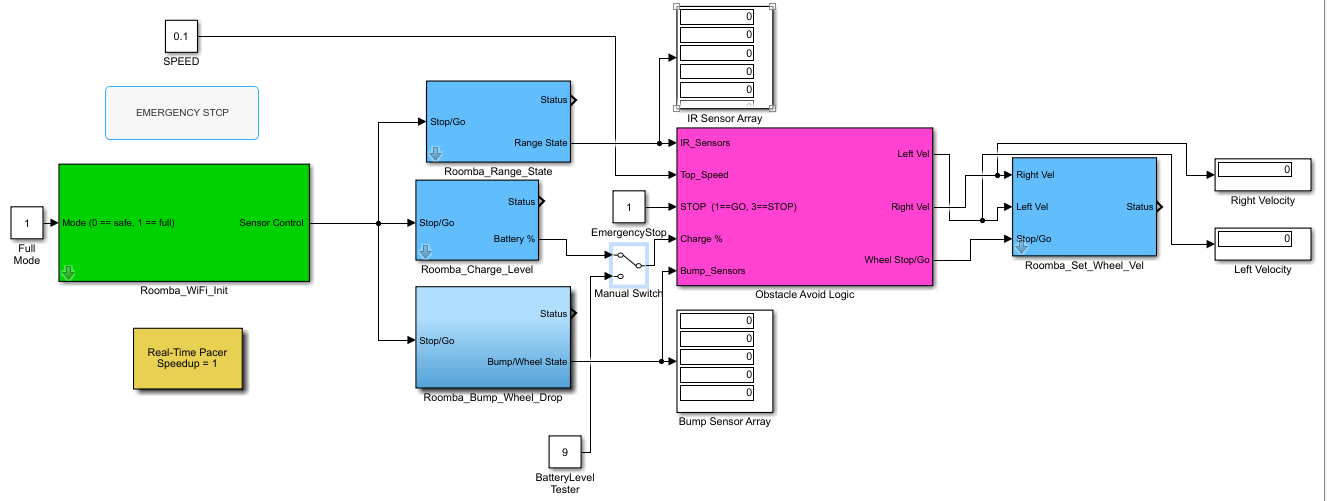 0.1
SPEED
EMERGENCY STOP
1
Full
Mode
Mode (0 == safe, 1 == full)
Sensor Control
Roomba_WiFi_Init
Real-Time Pacer
Speedup = 1
Status
Stop/Go
Range State
Roomba_Range_State
Status
Stop/Go
Battery %
Roomba_Charge_Level
Status
Stop/Go
Bump/Wheel State
Roomba_Bump_Wheel_Drop
9
BatteryLevel
Tester
1
EmergencyStop
Manual Switch
0
0
0
0
0
0
IR Sensor Array
IR_Sensors
Left Vel
Top_Speed
STOP (1==GO, 3==STOP)
Right Vel
Charge %
Wheel Stop/Go
Bump_Sensors
Obstacle Avoid Logic
0
0
0
0
0
Bump Sensor Array
Right Vel
Left Vel
Status
Stop/Go
Roomba_Set_Wheel_Vel
0
Right Velocity
0
Left Velocity